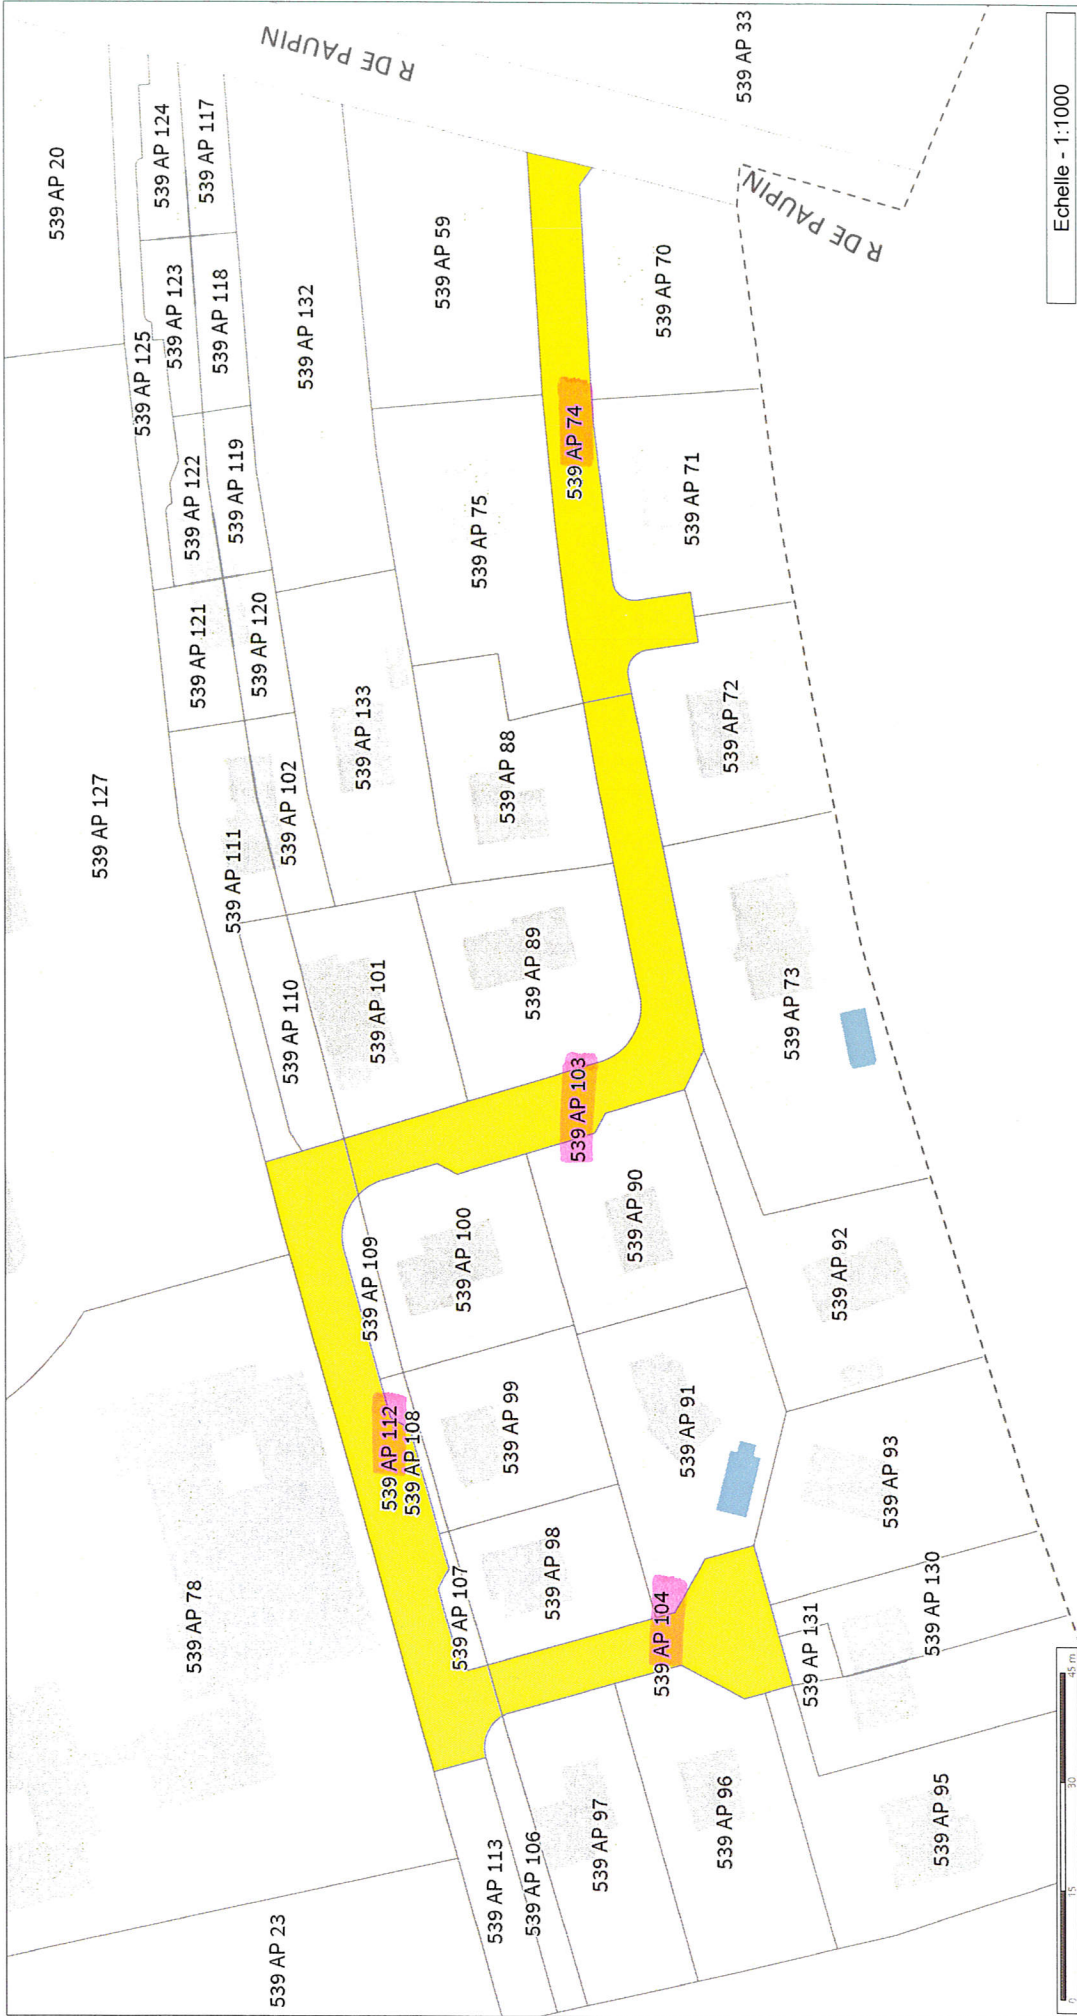 R DE PAUPIN
539 AP 33
Echelle - 1:1000
539 AP 20
539 AP 124
539 AP 117
539 AP 59
R DE PAUPIN
539 AP 70
539 AP 125
539 AP 123
539 AP 118
539 AP 132
539 AP 74
539 AP 122
539 AP 119
539 AP 75
539 AP 71
539 AP 121
539 AP 120
539 AP 133
539 AP 88
539 AP 72
539 AP 127
539 AP 111
539 AP 102
539 AP 110
539 AP 101
539 AP 89
539 AP 73
539 AP 103
539 AP 109
539 AP 100
539 AP 90
539 AP 92
539 AP 112
539 AP 108
539 AP 99
539 AP 91
539 AP 93
539 AP 78
539 AP 107
539 AP 98
539 AP 104
539 AP 131
539 AP 130
539 AP 113
539 AP 106
539 AP 97
539 AP 96
539 AP 95
539 AP 23
0
15
30
45 m